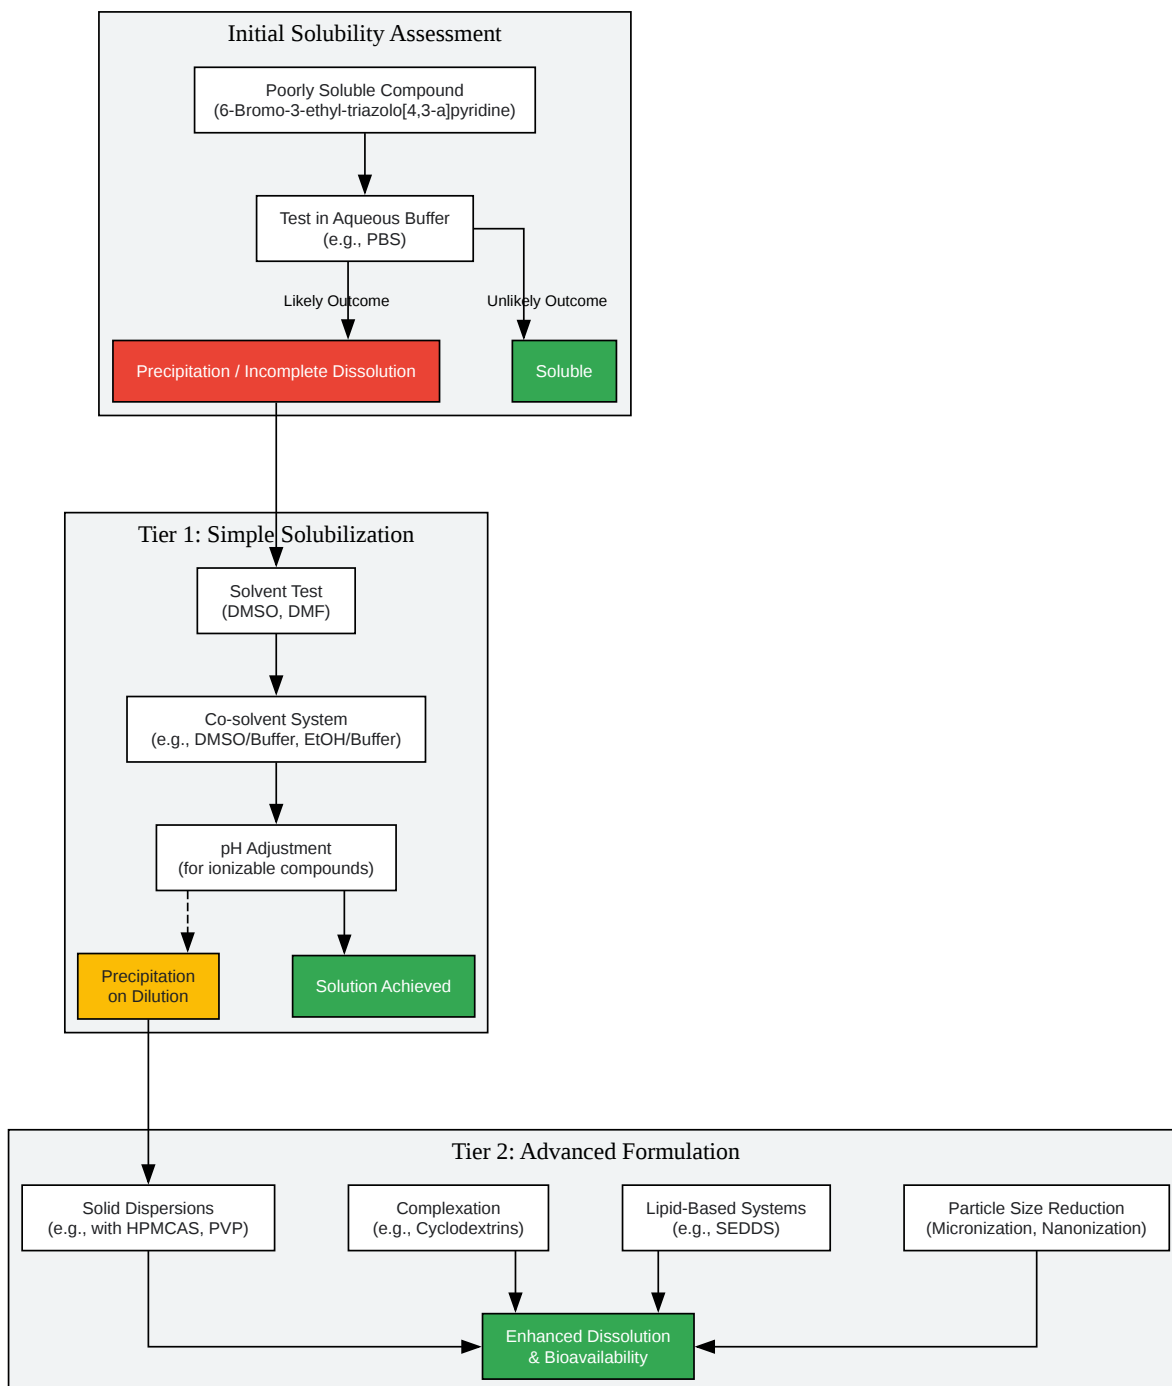 Initial Solubility Assessment
Poorly Soluble Compound
(6-Bromo-3-ethyl-triazolo[4,3-a]pyridine)
Test in Aqueous Buffer
(e.g., PBS)
Likely Outcome
Unlikely Outcome
Precipitation / Incomplete Dissolution
Soluble
Tier 1: Simple Solubilization
Solvent Test
(DMSO, DMF)
Co-solvent System
(e.g., DMSO/Buffer, EtOH/Buffer)
pH Adjustment
(for ionizable compounds)
Precipitation
on Dilution
Solution Achieved
Tier 2: Advanced Formulation
Solid Dispersions
(e.g., with HPMCAS, PVP)
Complexation
(e.g., Cyclodextrins)
Lipid-Based Systems
(e.g., SEDDS)
Particle Size Reduction
(Micronization, Nanonization)
Enhanced Dissolution
& Bioavailability